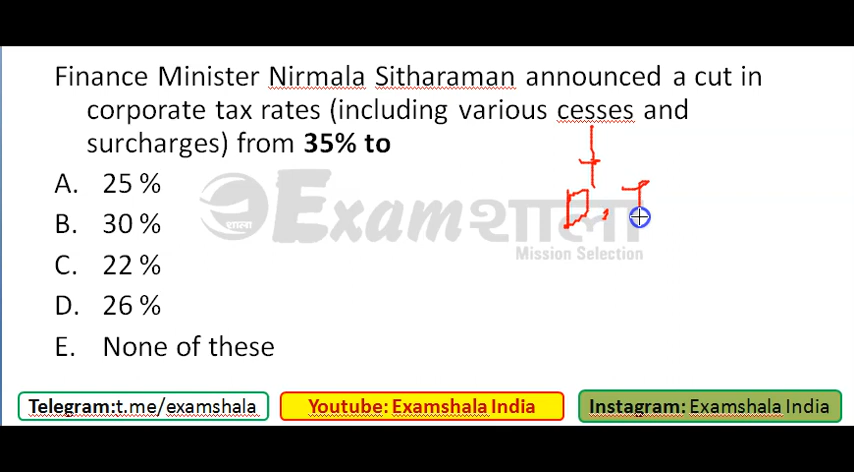 Finance Minister Nirmala Sitharaman announced a cut in
corporate tax rates (including various cesses and
surcharges) from 35% to
A. 25 %
B. 30 %
C. 22 %
D. 26 %
E. None of these
शाला Examशाला
Mission Selection
D, T
Telegram:t.me/examshala
Youtube: Examshala India
Instagram: Examshala India